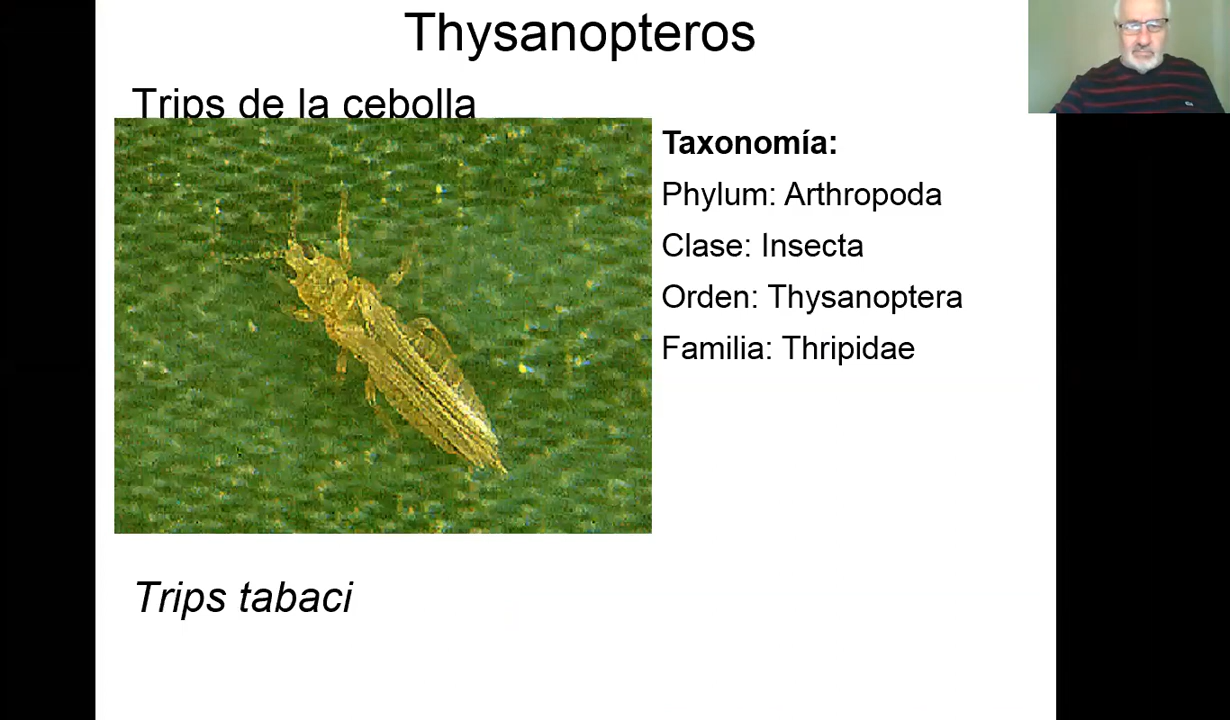 Thysanopteros
Trips de la cebolla
Taxonomía:
Phylum: Arthropoda
Clase: Insecta
Orden: Thysanoptera
Familia: Thripidae
Trips tabaci